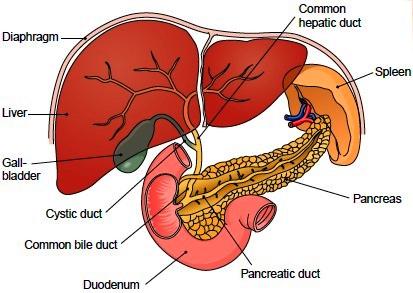 Common
hepatic duct
Diaphragm
Spleen
Liver
Gall-
bladder
Pancreas
Cystic duct
Common bile duct
Pancreatic duct
Duodenum